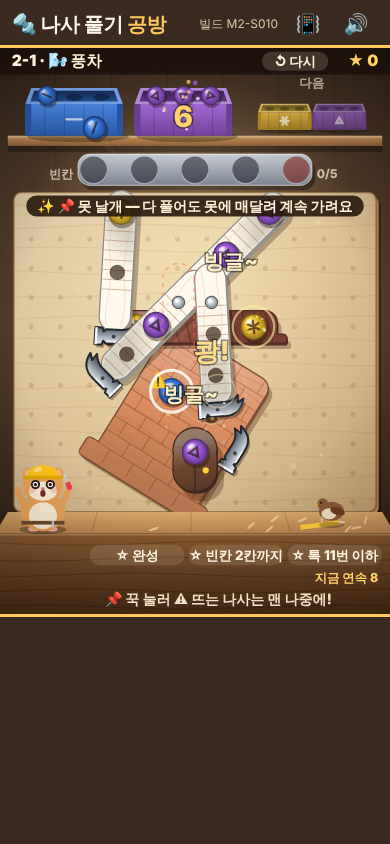 나사 풀기 공방
빌드 M2-S010
2-1 · 풍차
다시
★ 0
다음
6
빈칸
0/5
못 날개 — 다 풀어도 못에 매달려 계속 가려요
빙글~
쾅!
빙글~
☆ 완성
☆ 빈칸 2칸까지
☆ 톡 11번 이하
지금 연속 8
꾹 눌러 ⚠ 뜨는 나사는 맨 나중에!